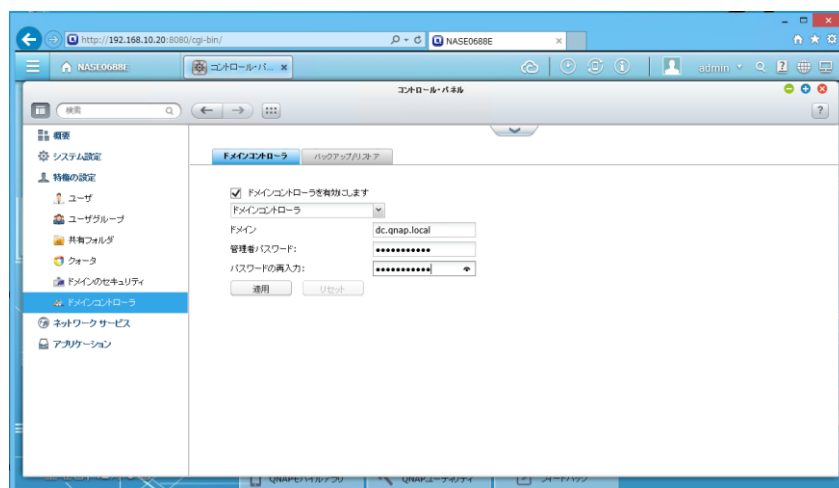 http://192.168.10.20:8080/cgi-bin/
NASE0688E
NASE0688E
コントロール・パ...
admin
コントロール・パネル
検索
概要
システム設定
特権の設定
ユーザ
ユーザグループ
共有フォルダ
クォータ
ドメインのセキュリティ
ドメインコントローラ
ネットワーク サービス
アプリケーション
ドメインコントローラ
バックアップ/リストア
ドメインコントローラを有効にします
ドメインコントローラ
ドメイン
dc.qnap.local
管理者パスワード:
●●●●●●●●●●●
パスワードの再入力:
●●●●●●●●●●●
適用
リセット
QNAPモバイルアプリ
QNAPユーティリティ
フィードバック